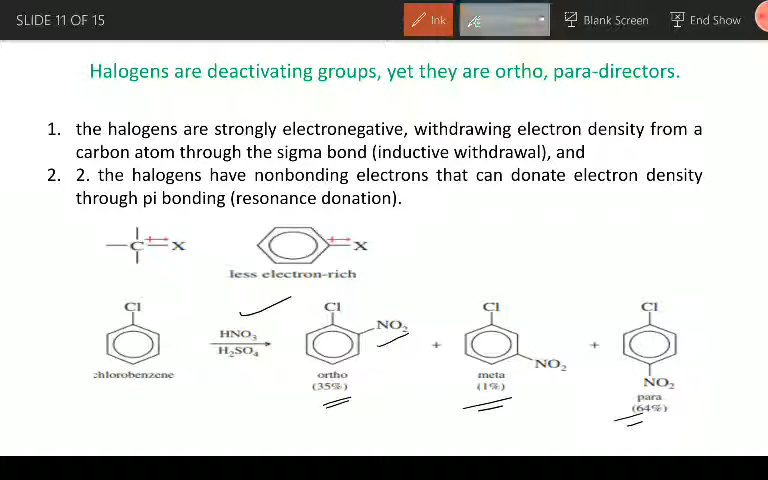 SLIDE 11 OF 15
Ink
Blank Screen
End Show
Halogens are deactivating groups, yet they are ortho, para-directors.
1. the halogens are strongly electronegative, withdrawing electron density from a
carbon atom through the sigma bond (inductive withdrawal), and
2. 2. the halogens have nonbonding electrons that can donate electron density
through pi bonding (resonance donation).
C X
X
less electron-rich
Cl
Cl
Cl
Cl
HNO3
H2SO4
NO2
+
+
NO2
NO2
chlorobenzene
ortho
(35%)
meta
(1%)
para
(64%)